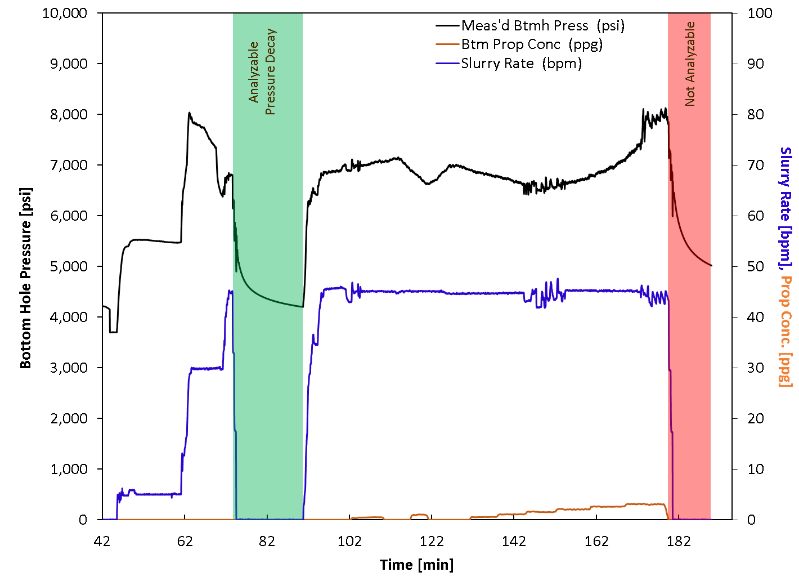 Meas'd Btmh Press (psi)
Btm Prop Conc (ppg)
Slurry Rate (bpm)
Analyzable
Pressure Decay
Not Analyzable
Bottom Hole Pressure [psi]
10,000
9,000
8,000
7,000
6,000
5,000
4,000
3,000
2,000
1,000
0
100
90
80
70
60
50
40
30
20
10
0
Slurry Rate [bpm], Prop Conc. [ppg]
42 62 82 102 122 142 162 182
Time [min]